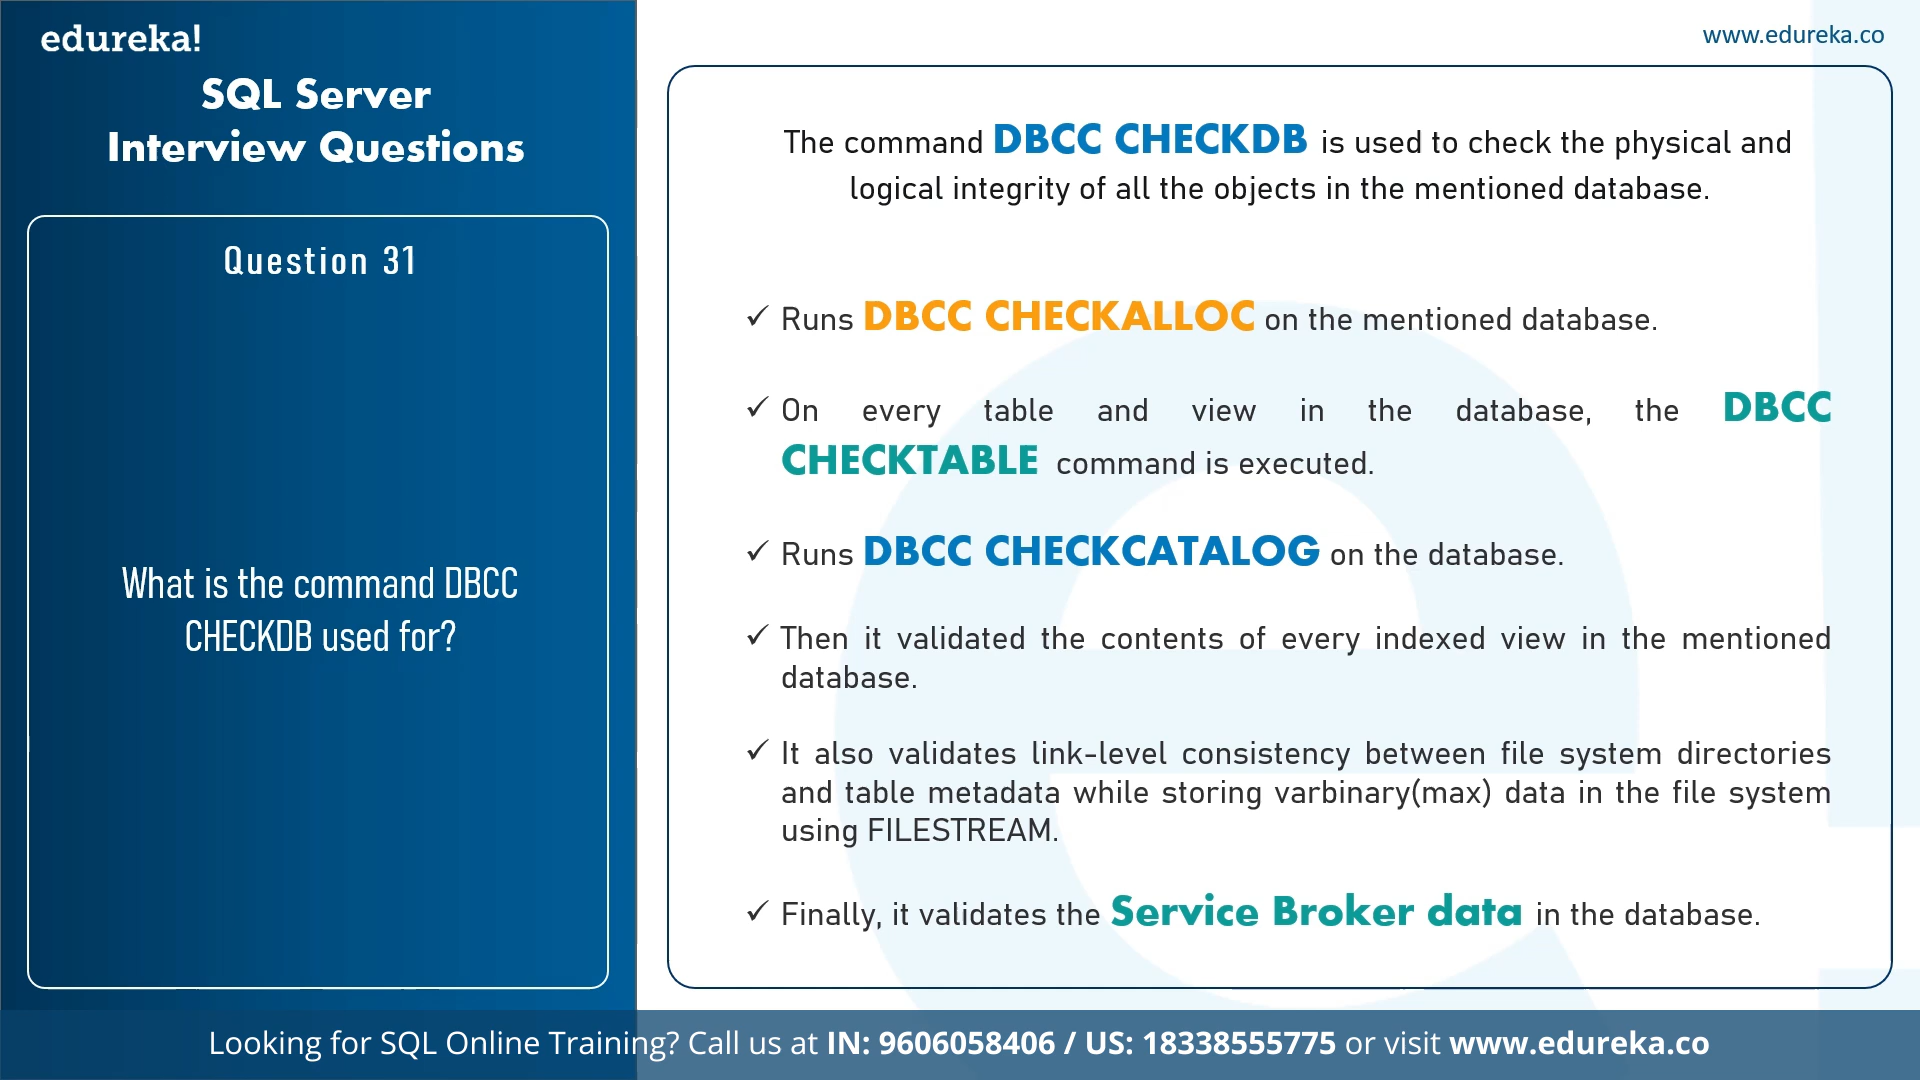 edureka!
SQL Server
Interview Questions
Question 31
What is the command DBCC
CHECKDB used for?
www.edureka.co
The command DBCC CHECKDB is used to check the physical and
logical integrity of all the objects in the mentioned database.
✓ Runs DBCC CHECKALLOC on the mentioned database.
✓ On every table and view in the database, the DBCC
CHECKTABLE command is executed.
✓ Runs DBCC CHECKCATALOG on the database.
✓ Then it validated the contents of every indexed view in the mentioned
database.
✓ It also validates link-level consistency between file system directories
and table metadata while storing varbinary(max) data in the file system
using FILESTREAM.
✓ Finally, it validates the Service Broker data in the database.
Looking for SQL Online Training? Call us at IN: 9606058406 / US: 18338555775 or visit www.edureka.co